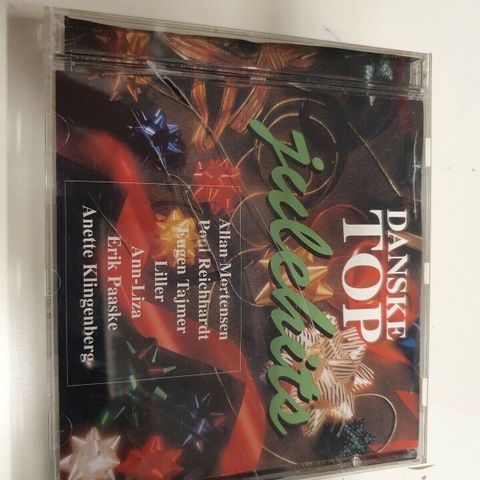 DANSKE
TOP
julehits
Allan Mortensen
Poul Reichhardt
Eugen Tajmer
Liller
Ann-Liza
Erik Paaske
Anette Klingenberg